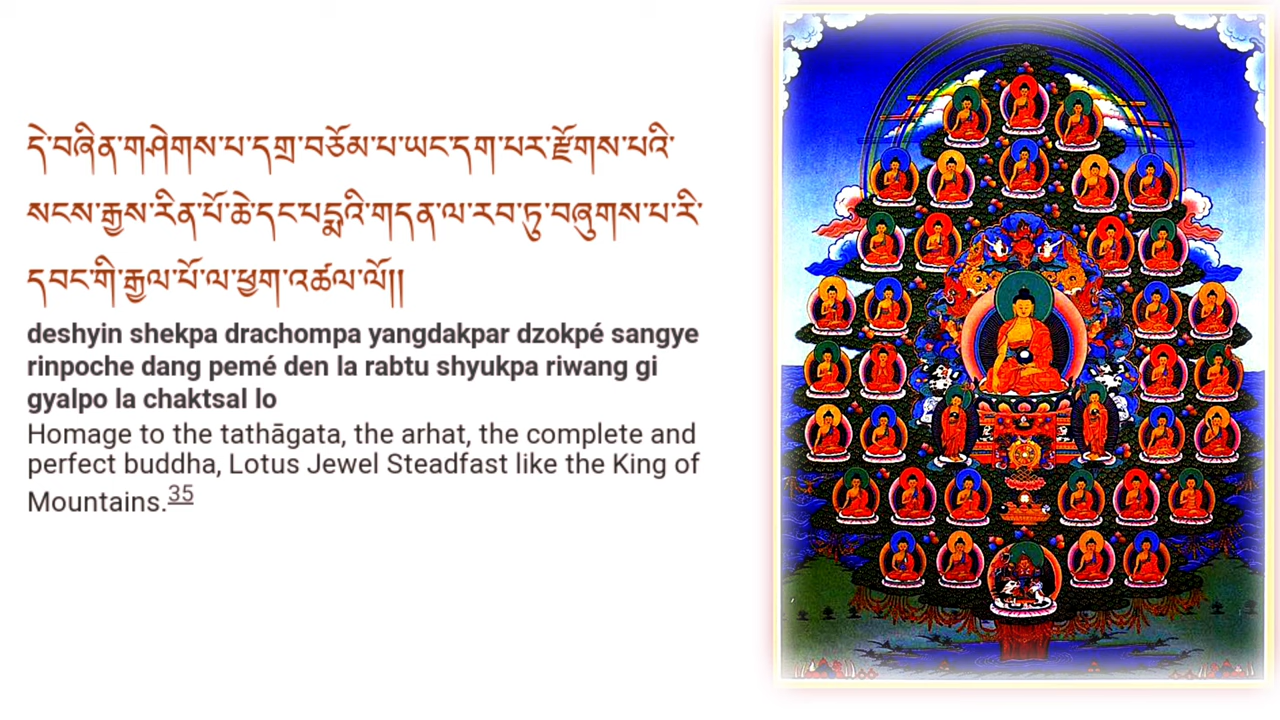 དེ་བཞིན་གཤེགས་པ་དགྲ་བཅོམ་པ་ཡང་དག་པར་རྫོགས་པའི་
སངས་རྒྱས་རིན་པོ་ཆེ་དང་པདྨའི་གདན་ལ་རབ་ཏུ་བཞུགས་པ་རི་
དབང་གི་རྒྱལ་པོ་ལ་ཕྱག་འཚལ་ལོ།།
deshyin shekpa drachompa yangdakpar dzokpé sangye
rinpoche dang pemé den la rabtu shyukpa riwang gi
gyalpo la chaktsal lo
Homage to the tathāgata, the arhat, the complete and
perfect buddha, Lotus Jewel Steadfast like the King of
Mountains.35